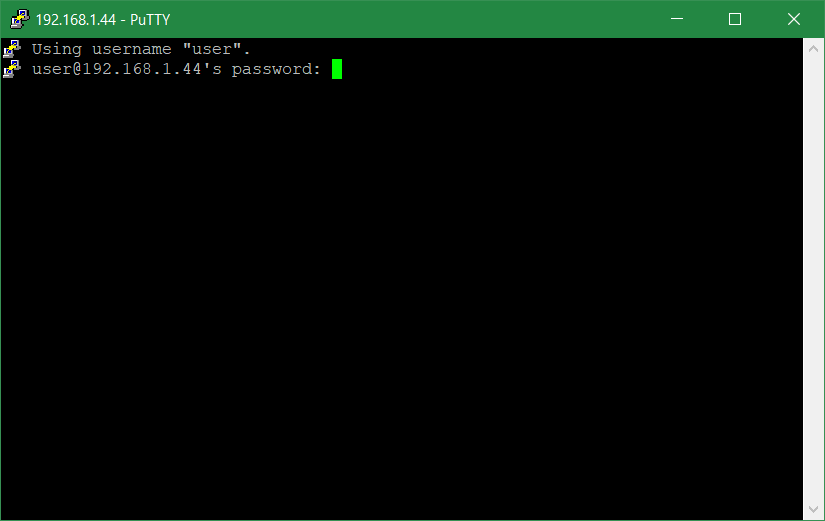 192.168.1.44 - PuTTY
Using username "user".
user@192.168.1.44's password: